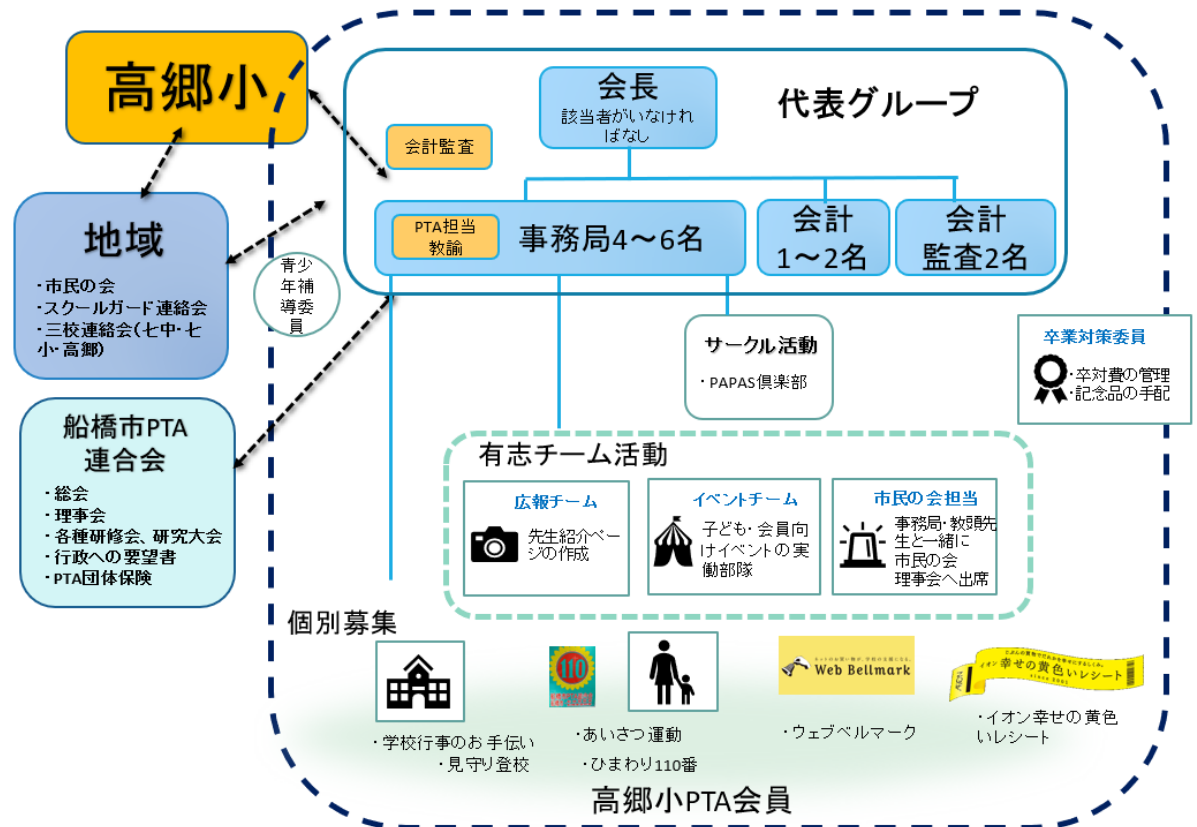 高郷小
会長
該当者がいなけれ
ばなし
代表グループ
会計監査
PTA担当
教諭
事務局4～6名
会計
1～2名
会計
監査2名
地域
・市民の会
・スクールガード連絡会
・三校連絡会(七中・七
小・高郷)
青少
年補
導委
員
サークル活動
・PAPAS倶楽部
卒業対策委員
・卒対費の管理
・記念品の手配
船橋市PTA
連合会
・総会
・理事会
・各種研修会、研究大会
・行政への要望書
・PTA団体保険
有志チーム活動
広報チーム
先生紹介ペー
ジの作成
イベントチーム
子ども・会員向
けイベントの実
働部隊
市民の会担当
事務局・教頭先
生と一緒に
市民の会
理事会へ出席
個別募集
110
Web Bellmark
イオン 幸せの黄色いレシート
since 2001
・学校行事のお手伝い
・見守り登校
・あいさつ運動
・ひまわり110番
・ウェブベルマーク
・イオン幸せの黄色
いレシート
高郷小PTA会員